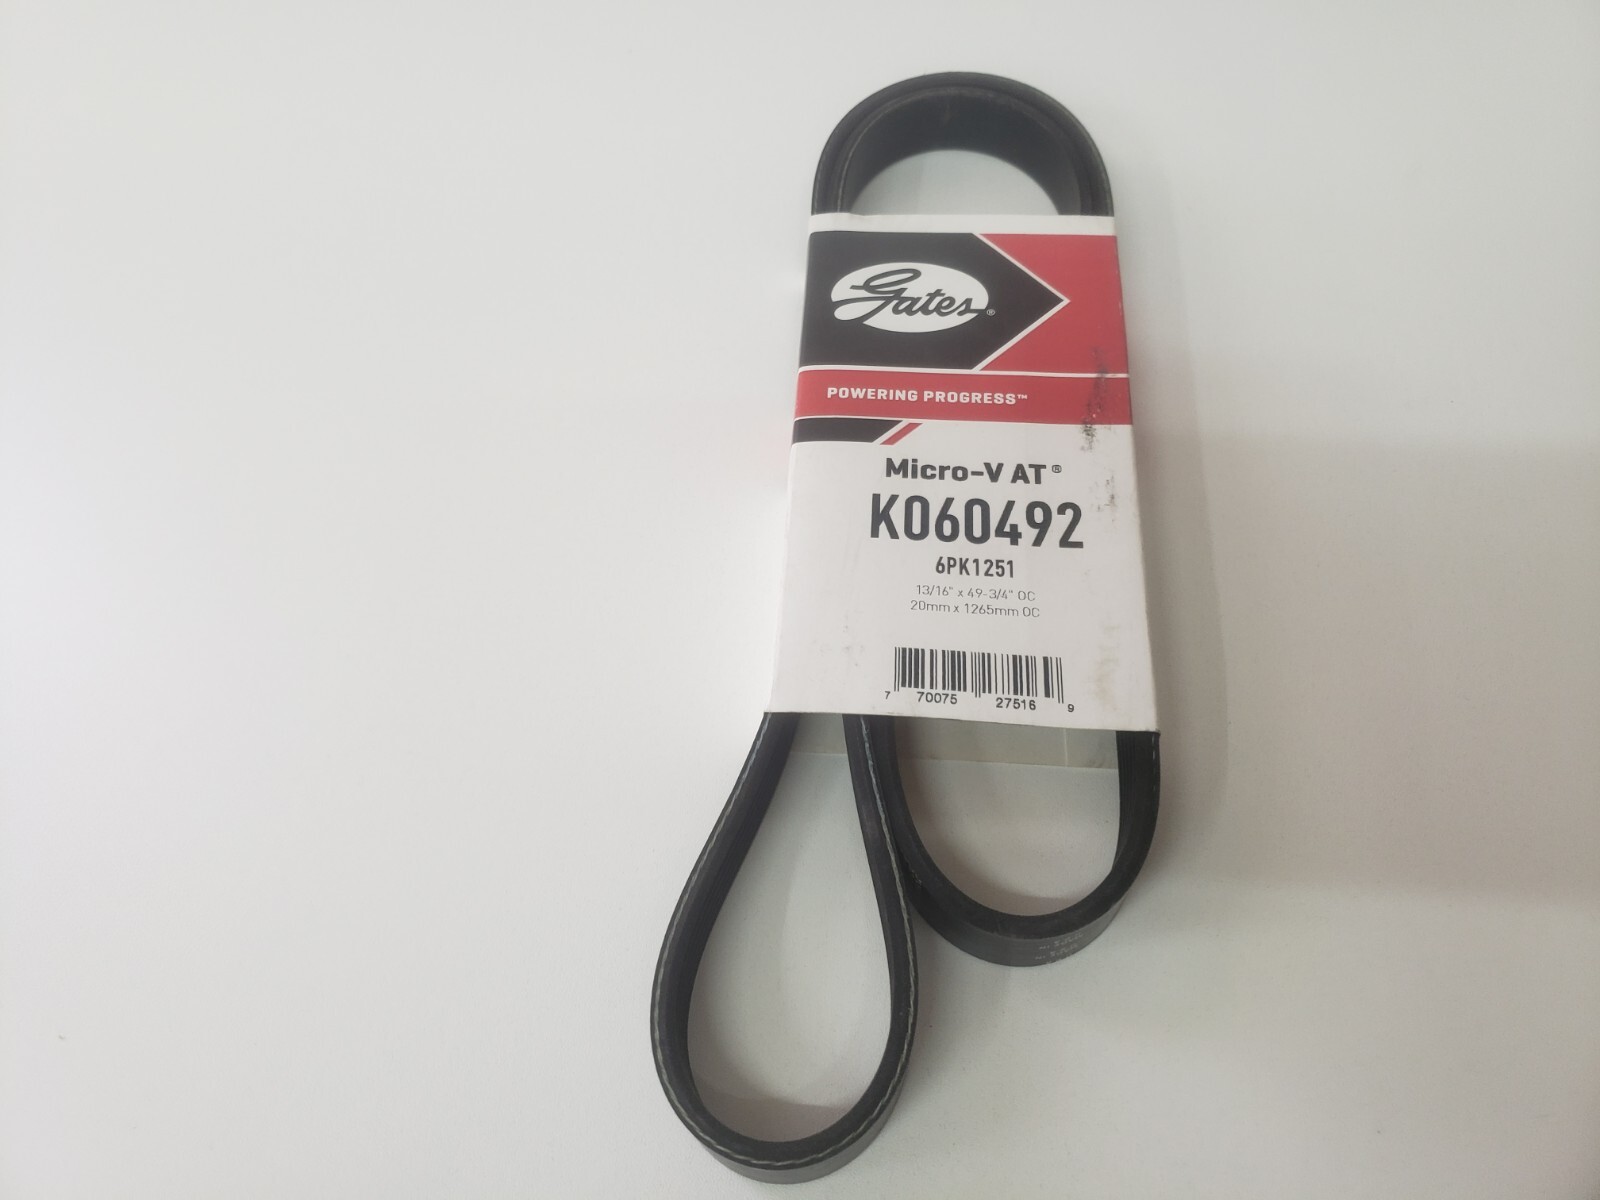 Gates®
POWERING PROGRESS™
Micro-V AT®
K060492
6PK1251
13/16" x 49-3/4" OC
20mm x 1265mm OC
7 70075 27516 9